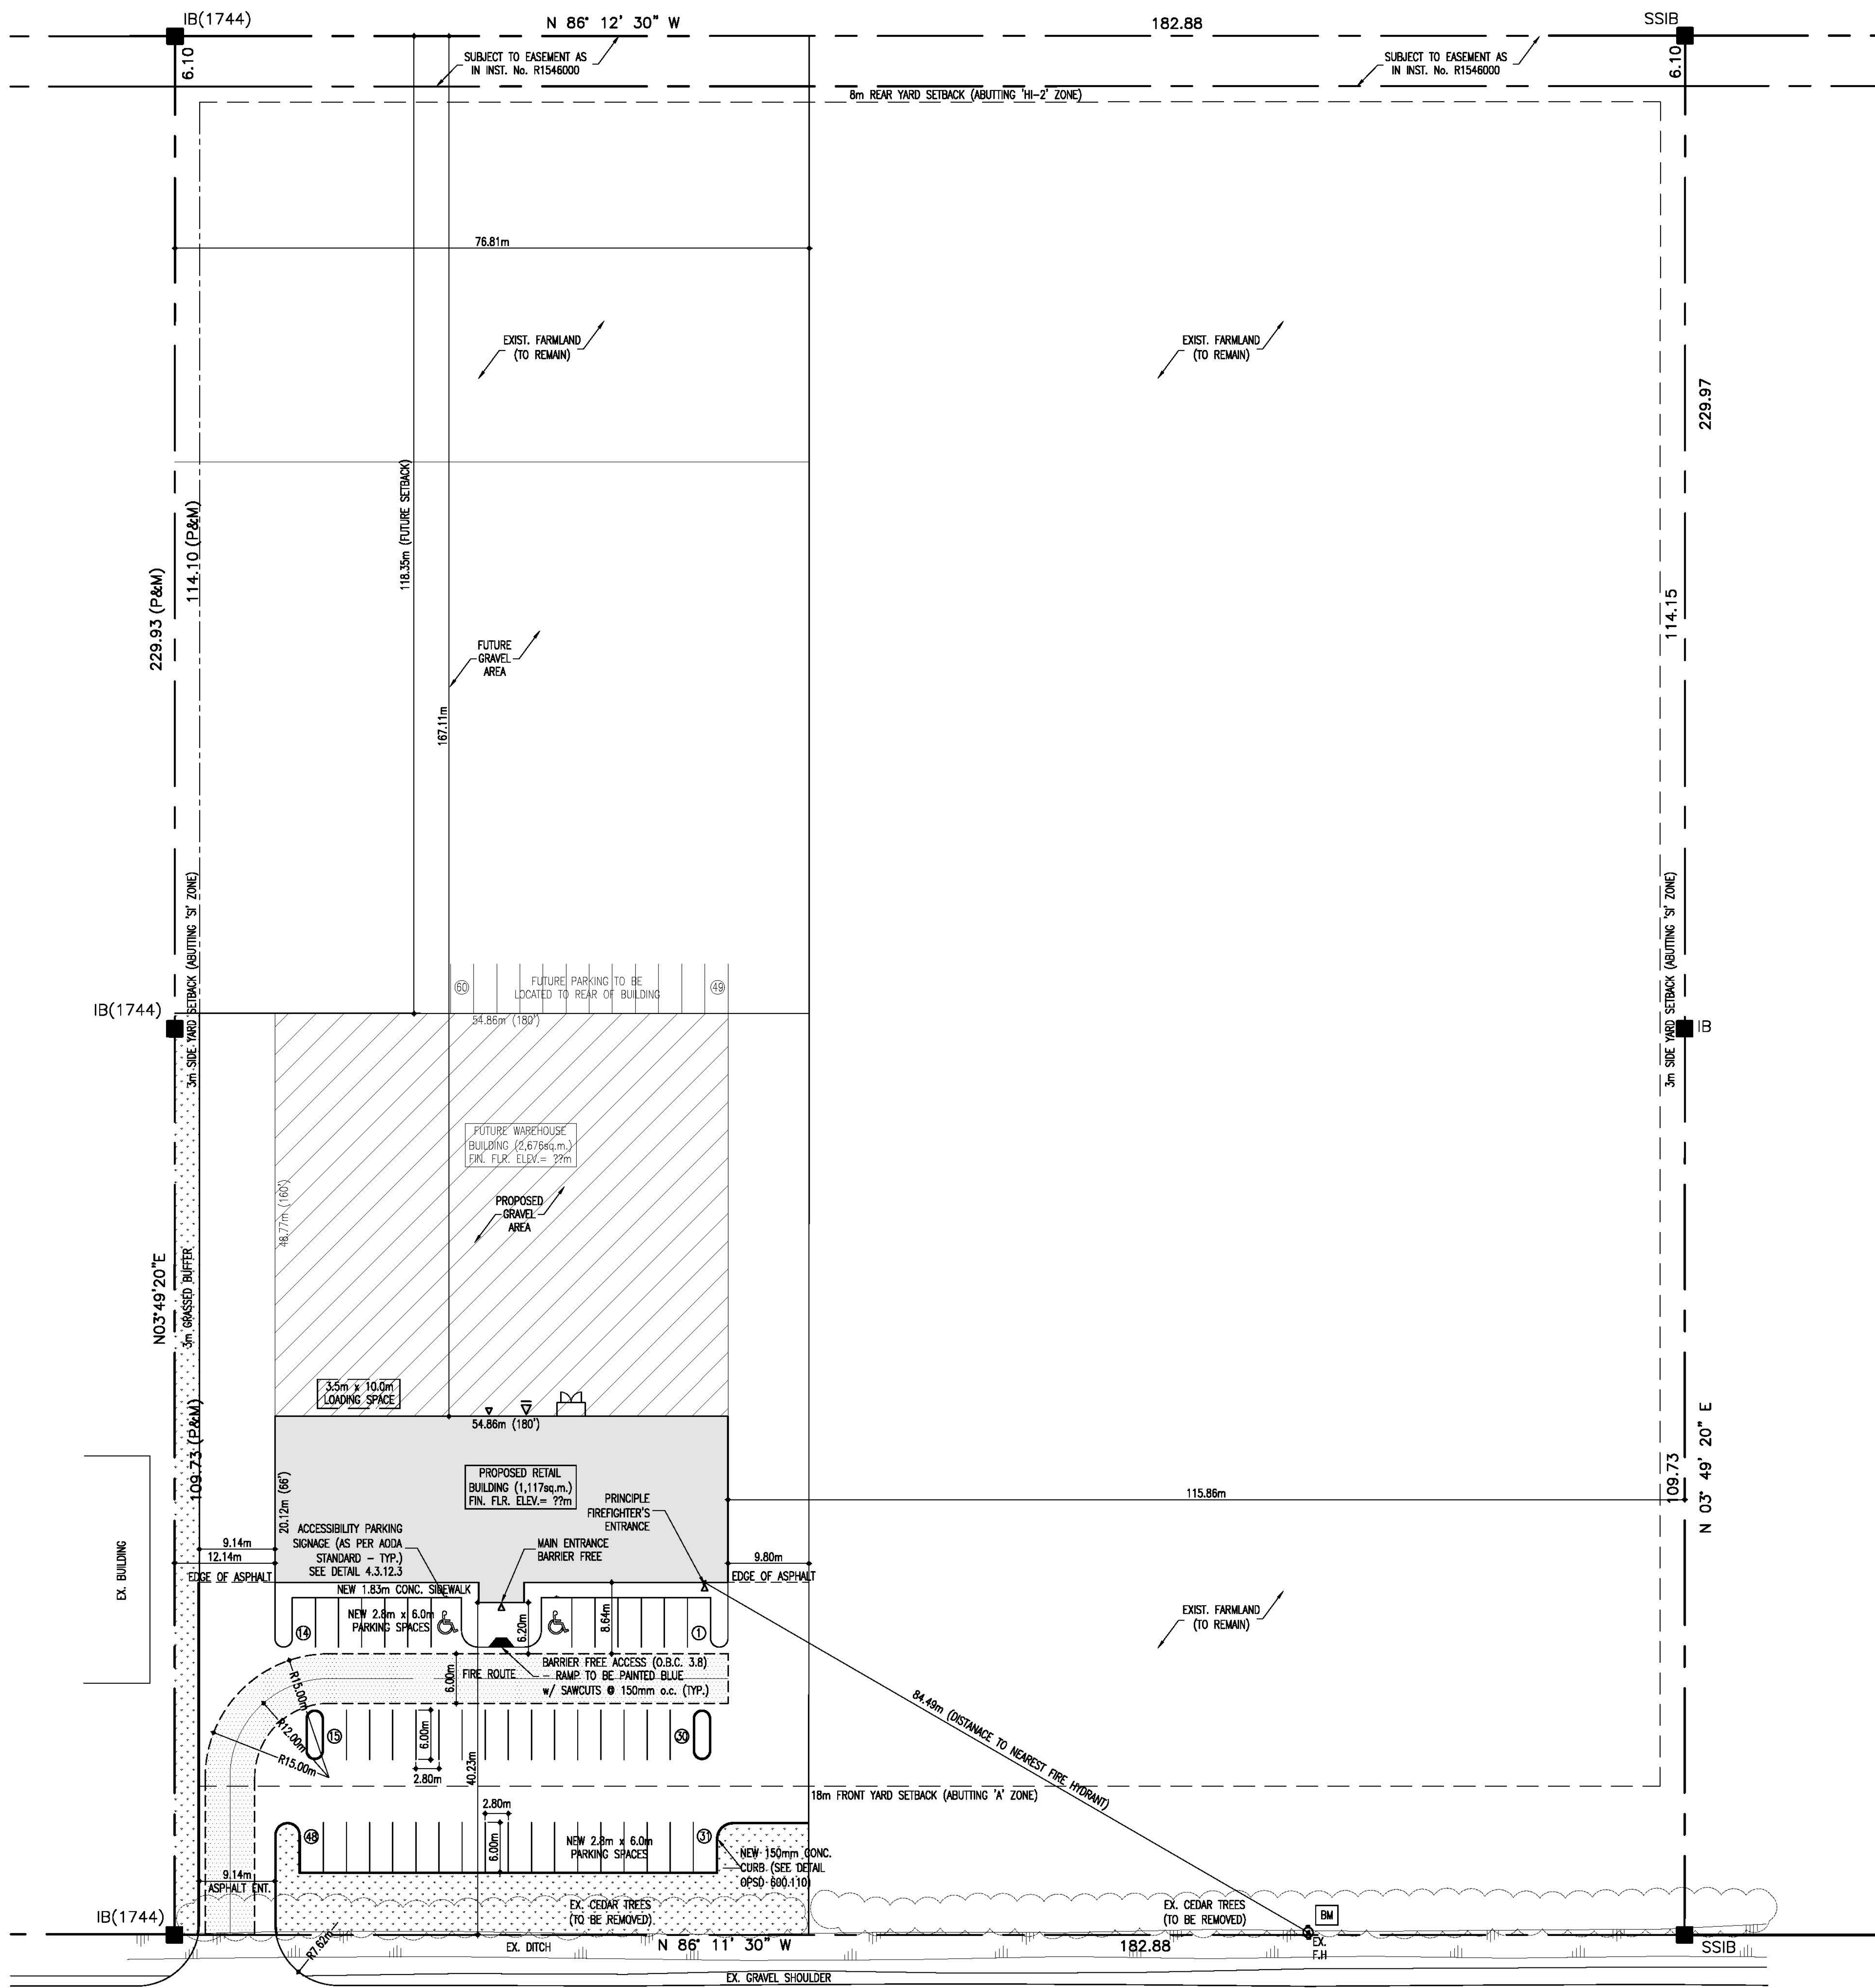 IB(1744)
N 86° 12' 30" W
182.88
SSIB
6.10
SUBJECT TO EASEMENT AS
IN INST. No. R1546000
SUBJECT TO EASEMENT AS
IN INST. No. R1546000
6.10
8m REAR YARD SETBACK (ABUTTING 'HI-2' ZONE)
76.81m
EXIST. FARMLAND
(TO REMAIN)
EXIST. FARMLAND
(TO REMAIN)
229.97
118.35m (FUTURE SETBACK)
114.10 (P&M)
229.93 (P&M)
114.15
FUTURE
GRAVEL
AREA
167.11m
3m SIDE YARD SETBACK (ABUTTING 'SI' ZONE)
3m SIDE YARD SETBACK (ABUTTING 'SI' ZONE)
60
FUTURE PARKING TO BE
LOCATED TO REAR OF BUILDING
49
IB(1744)
54.86m (180')
IB
FUTURE WAREHOUSE
BUILDING (2,676sq.m.)
FIN. FLR. ELEV.= ??m
48.77m (160')
PROPOSED
GRAVEL
AREA
N03°49'20"E
3m GRASSED BUFFER
3.5m x 10.0m
LOADING SPACE
109.73 (P&M)
54.86m (180')
PROPOSED RETAIL
BUILDING (1,117sq.m.)
FIN. FLR. ELEV.= ??m
20.12m (66')
PRINCIPLE
FIREFIGHTER'S
ENTRANCE
115.86m
109.73
N 03° 49' 20" E
EX. BUILDING
ACCESSIBILITY PARKING
SIGNAGE (AS PER AODA
STANDARD - TYP.)
SEE DETAIL 4.3.12.3
MAIN ENTRANCE
BARRIER FREE
9.14m
12.14m
9.80m
EDGE OF ASPHALT
EDGE OF ASPHALT
NEW 1.83m CONC. SIDEWALK
NEW 2.8m x 6.0m
PARKING SPACES
14
6.20m
8.64m
1
EXIST. FARMLAND
(TO REMAIN)
BARRIER FREE ACCESS (O.B.C. 3.8)
- RAMP TO BE PAINTED BLUE
w/ SAWCUTS @ 150mm o.c. (TYP.)
FIRE ROUTE
6.00m
R15.00m
R12.00m
R15.00m
15
6.00m
30
2.80m
40.23m
84.49m (DISTANACE TO NEAREST FIRE HYDRANT)
18m FRONT YARD SETBACK (ABUTTING 'A' ZONE)
2.80m
48
6.00m
NEW 2.8m x 6.0m
PARKING SPACES
31
NEW 150mm CONC.
CURB (SEE DETAIL
OPSD 600.110)
9.14m
ASPHALT ENT.
EX. CEDAR TREES
(TO BE REMOVED)
EX. CEDAR TREES
(TO BE REMOVED)
BM
IB(1744)
R7.62m
EX. DITCH
N 86° 11' 30" W
182.88
EX.
F.H
SSIB
EX. GRAVEL SHOULDER